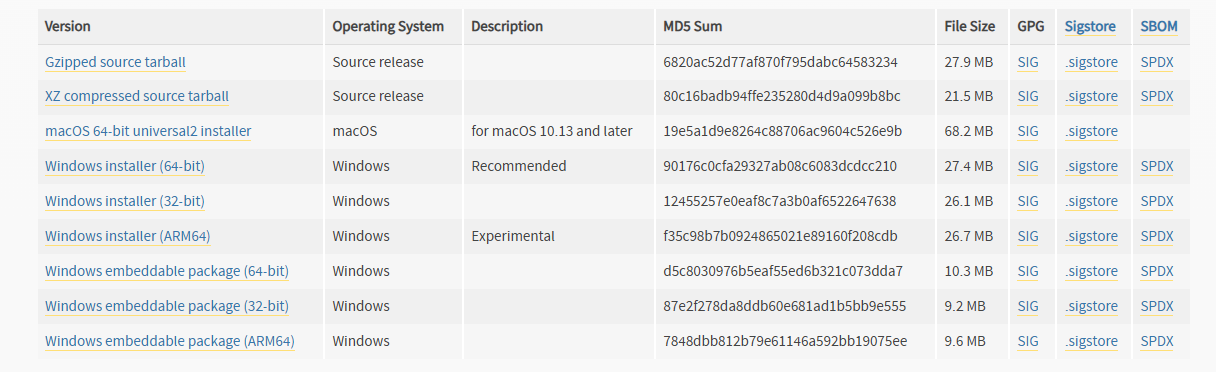 Version Operating System Description MD5 Sum File Size GPG Sigstore SBOM
Gzipped source tarball Source release 6820ac52d77af870f795dabc64583234 27.9 MB SIG .sigstore SPDX
XZ compressed source tarball Source release 80c16badb94ffe235280d4d9a099b8bc 21.5 MB SIG .sigstore SPDX
macOS 64-bit universal2 installer macOS for macOS 10.13 and later 19e5a1d9e8264c88706ac9604c526e9b 68.2 MB SIG .sigstore
Windows installer (64-bit) Windows Recommended 90176c0cfa29327ab08c6083dcdcc210 27.4 MB SIG .sigstore SPDX
Windows installer (32-bit) Windows 12455257e0eaf8c7a3b0af6522647638 26.1 MB SIG .sigstore SPDX
Windows installer (ARM64) Windows Experimental f35c98b7b0924865021e89160f208cdb 26.7 MB SIG .sigstore SPDX
Windows embeddable package (64-bit) Windows d5c8030976b5eaf55ed6b321c073dda7 10.3 MB SIG .sigstore SPDX
Windows embeddable package (32-bit) Windows 87e2f278da8ddb60e681ad1b5bb9e555 9.2 MB SIG .sigstore SPDX
Windows embeddable package (ARM64) Windows 7848dbb812b79e61146a592bb19075ee 9.6 MB SIG .sigstore SPDX